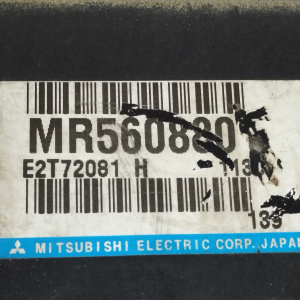 MR560880
E2T72081 H
139
MITSUBISHI ELECTRIC CORP. JAPAN